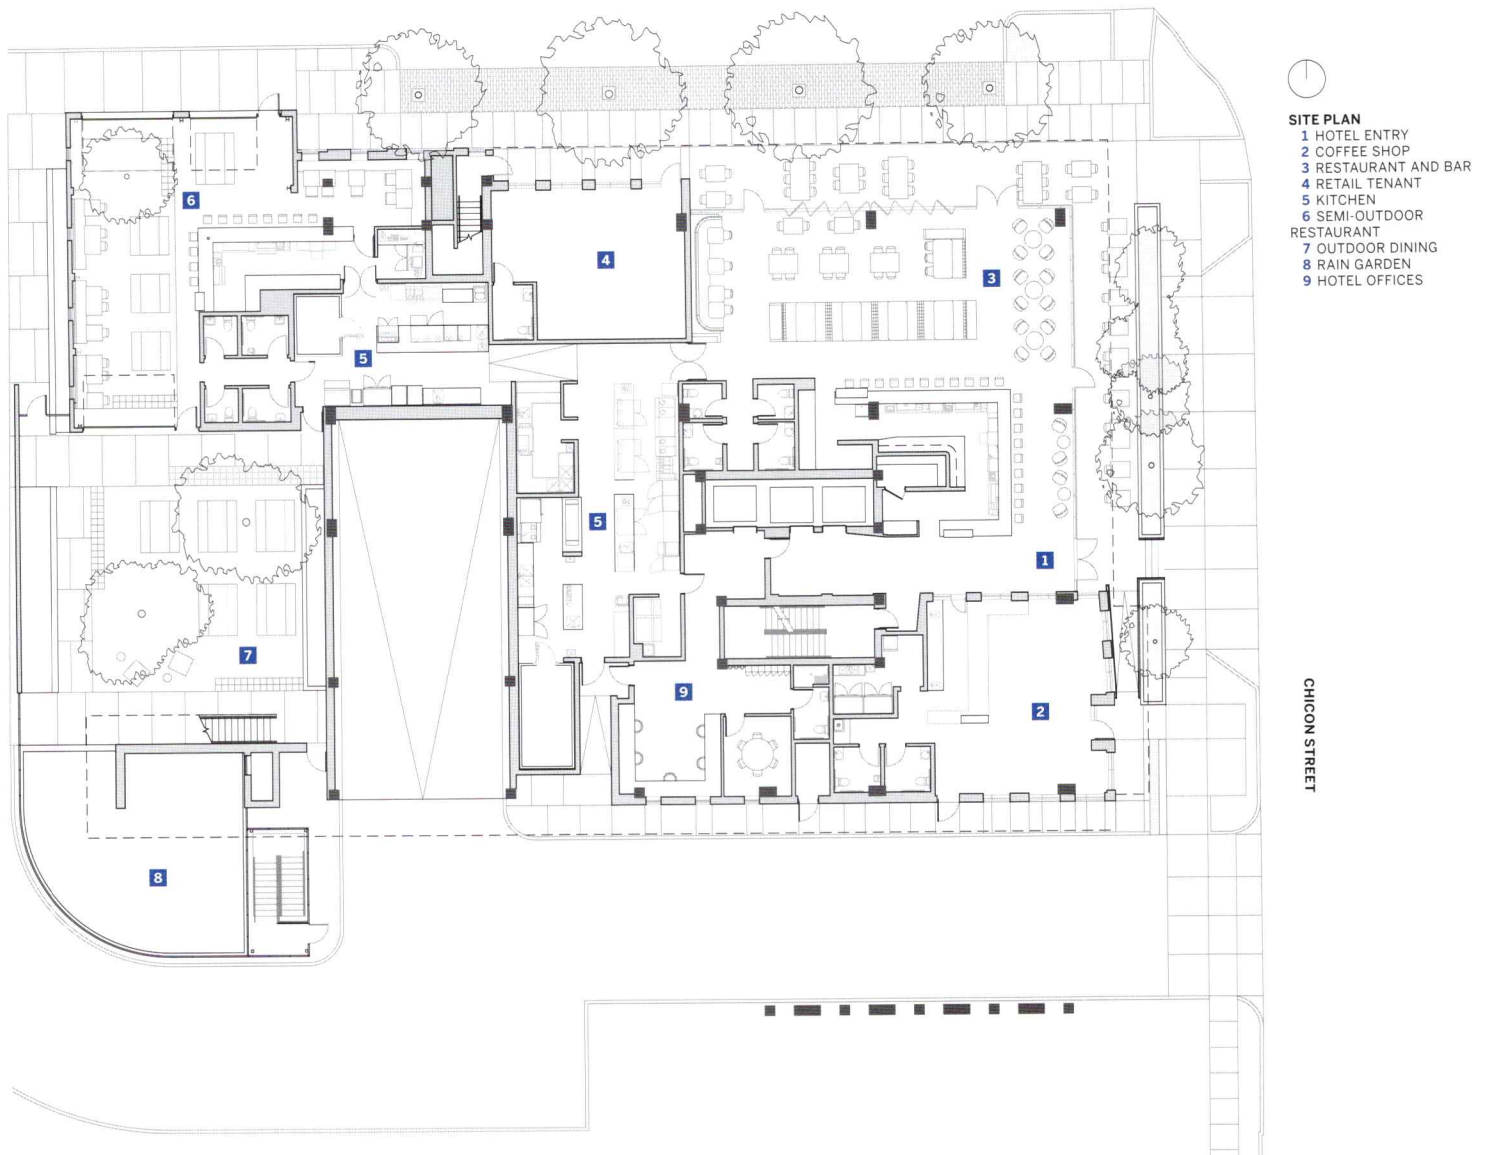 SITE PLAN
1 HOTEL ENTRY
2 COFFEE SHOP
3 RESTAURANT AND BAR
4 RETAIL TENANT
5 KITCHEN
6 SEMI-OUTDOOR
RESTAURANT
7 OUTDOOR DINING
8 RAIN GARDEN
9 HOTEL OFFICES
6
3
4
5
5
1
7
9
2
8
CHICON STREET